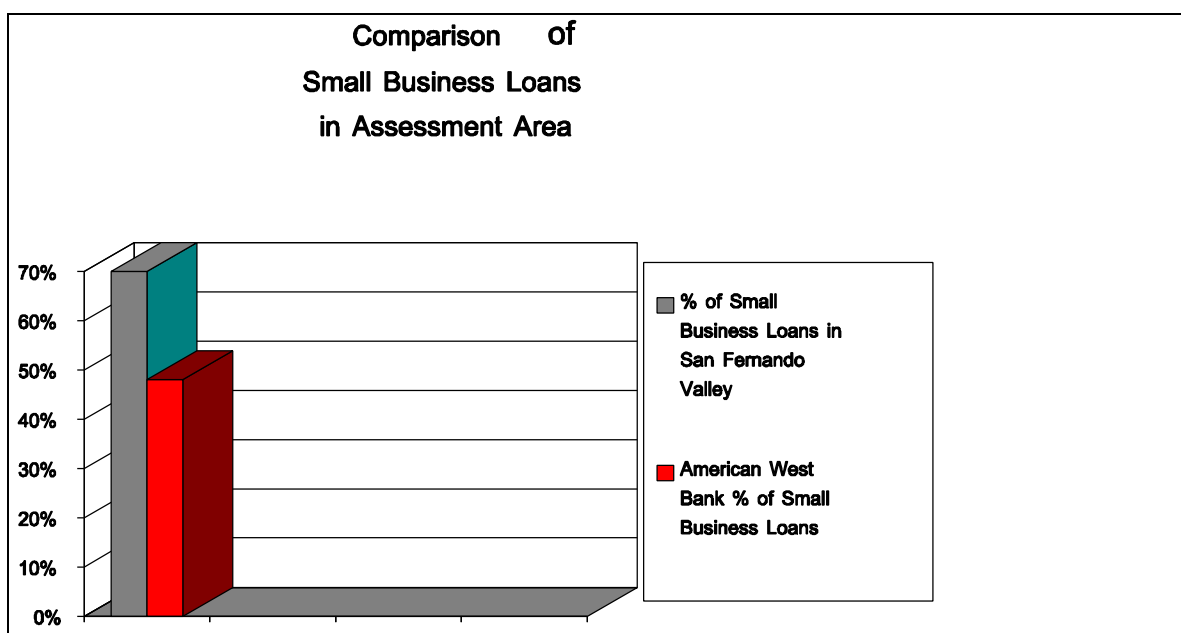 Comparison of
Small Business Loans
in Assessment Area
70%
60%
50%
40%
30%
20%
10%
0%
% of Small
Business Loans in
San Fernando
Valley
American West
Bank % of Small
Business Loans